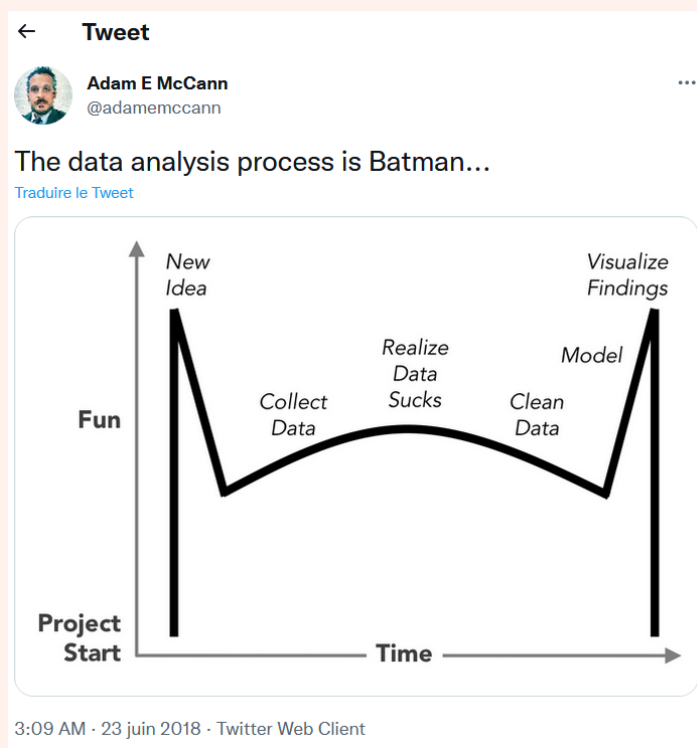 Tweet
Adam E McCann
@adamemccann
The data analysis process is Batman...
Traduire le Tweet
New
Idea
Visualize
Findings
Realize
Data
Sucks
Model
Collect
Data
Clean
Data
Fun
Project
Start
Time
3:09 AM · 23 juin 2018 · Twitter Web Client